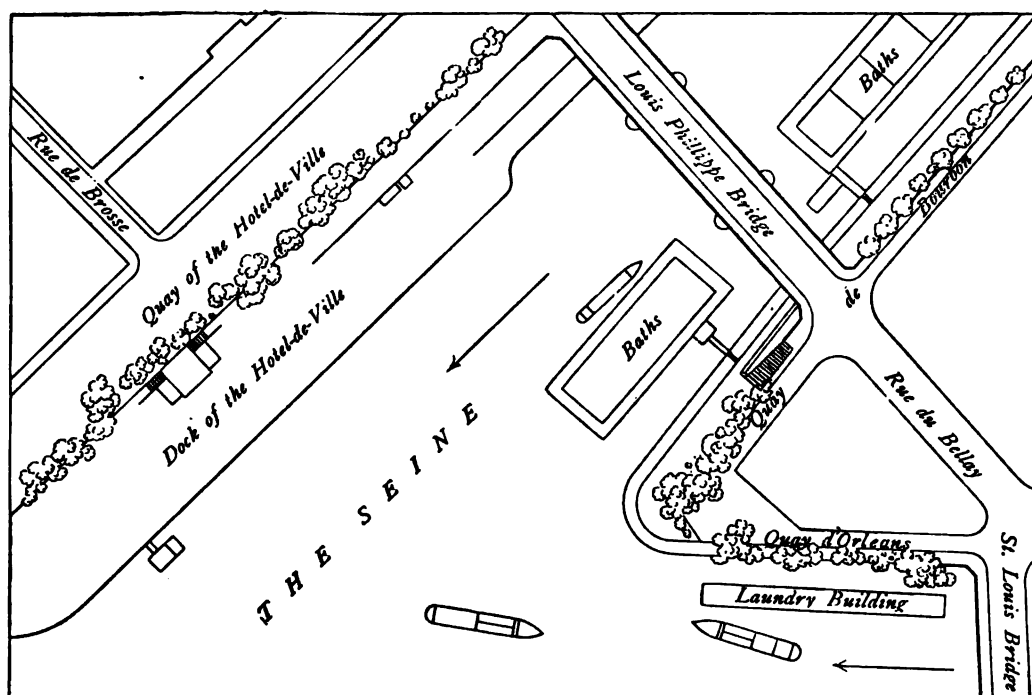 Rue de Brosse
Quay of the Hotel-de-Ville
Dock of the Hotel-de-Ville
THE SEINE
Louis Phillippe Bridge
Baths
Baths
Quay
de
Bourbon
Rue du Bellay
Quay d'Orleans
Laundry Building
St. Louis Bridge